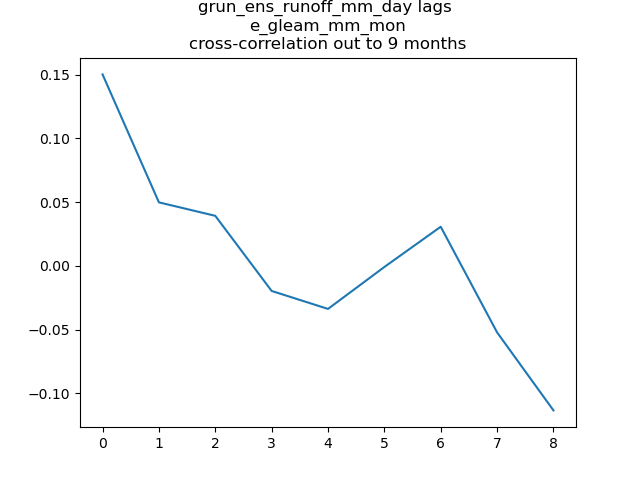 grun_ens_runoff_mm_day lags
e_gleam_mm_mon
cross-correlation out to 9 months
0.15
0.10
0.05
0.00
−0.05
−0.10
0 1 2 3 4 5 6 7 8